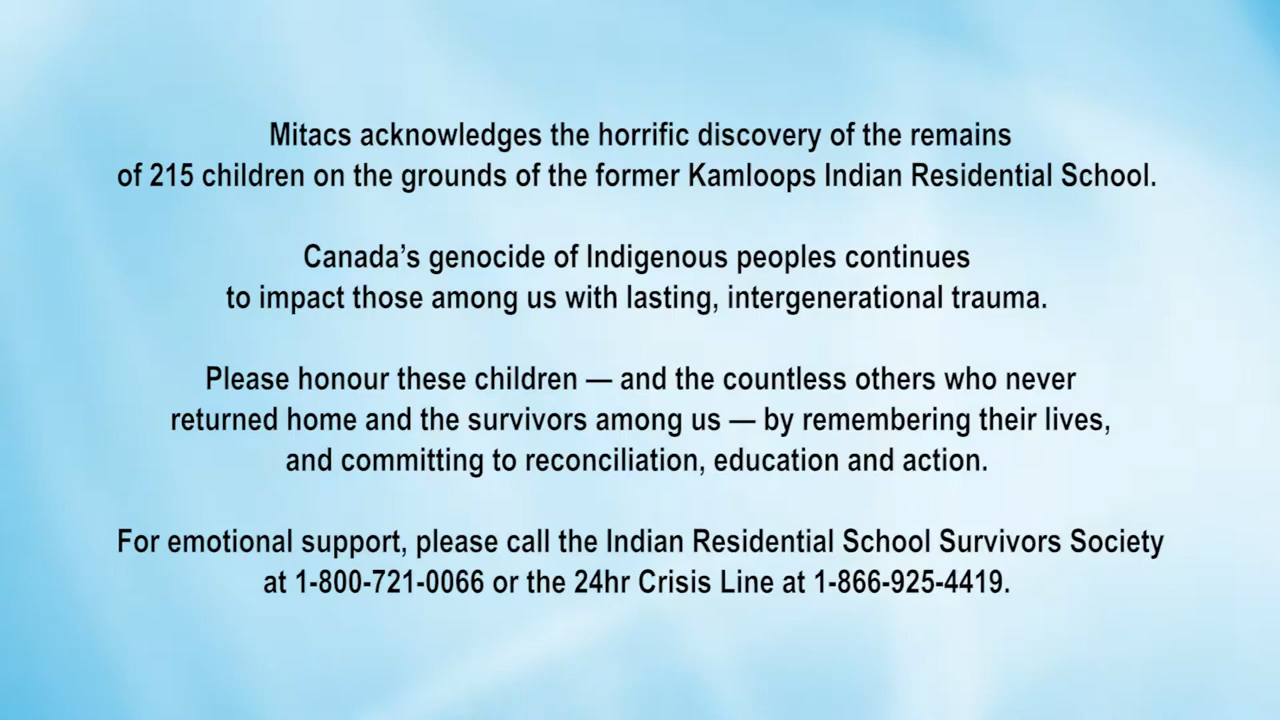 Mitacs acknowledges the horrific discovery of the remains
of 215 children on the grounds of the former Kamloops Indian Residential School.
Canada’s genocide of Indigenous peoples continues
to impact those among us with lasting, intergenerational trauma.
Please honour these children — and the countless others who never
returned home and the survivors among us — by remembering their lives,
and committing to reconciliation, education and action.
For emotional support, please call the Indian Residential School Survivors Society
at 1-800-721-0066 or the 24hr Crisis Line at 1-866-925-4419.